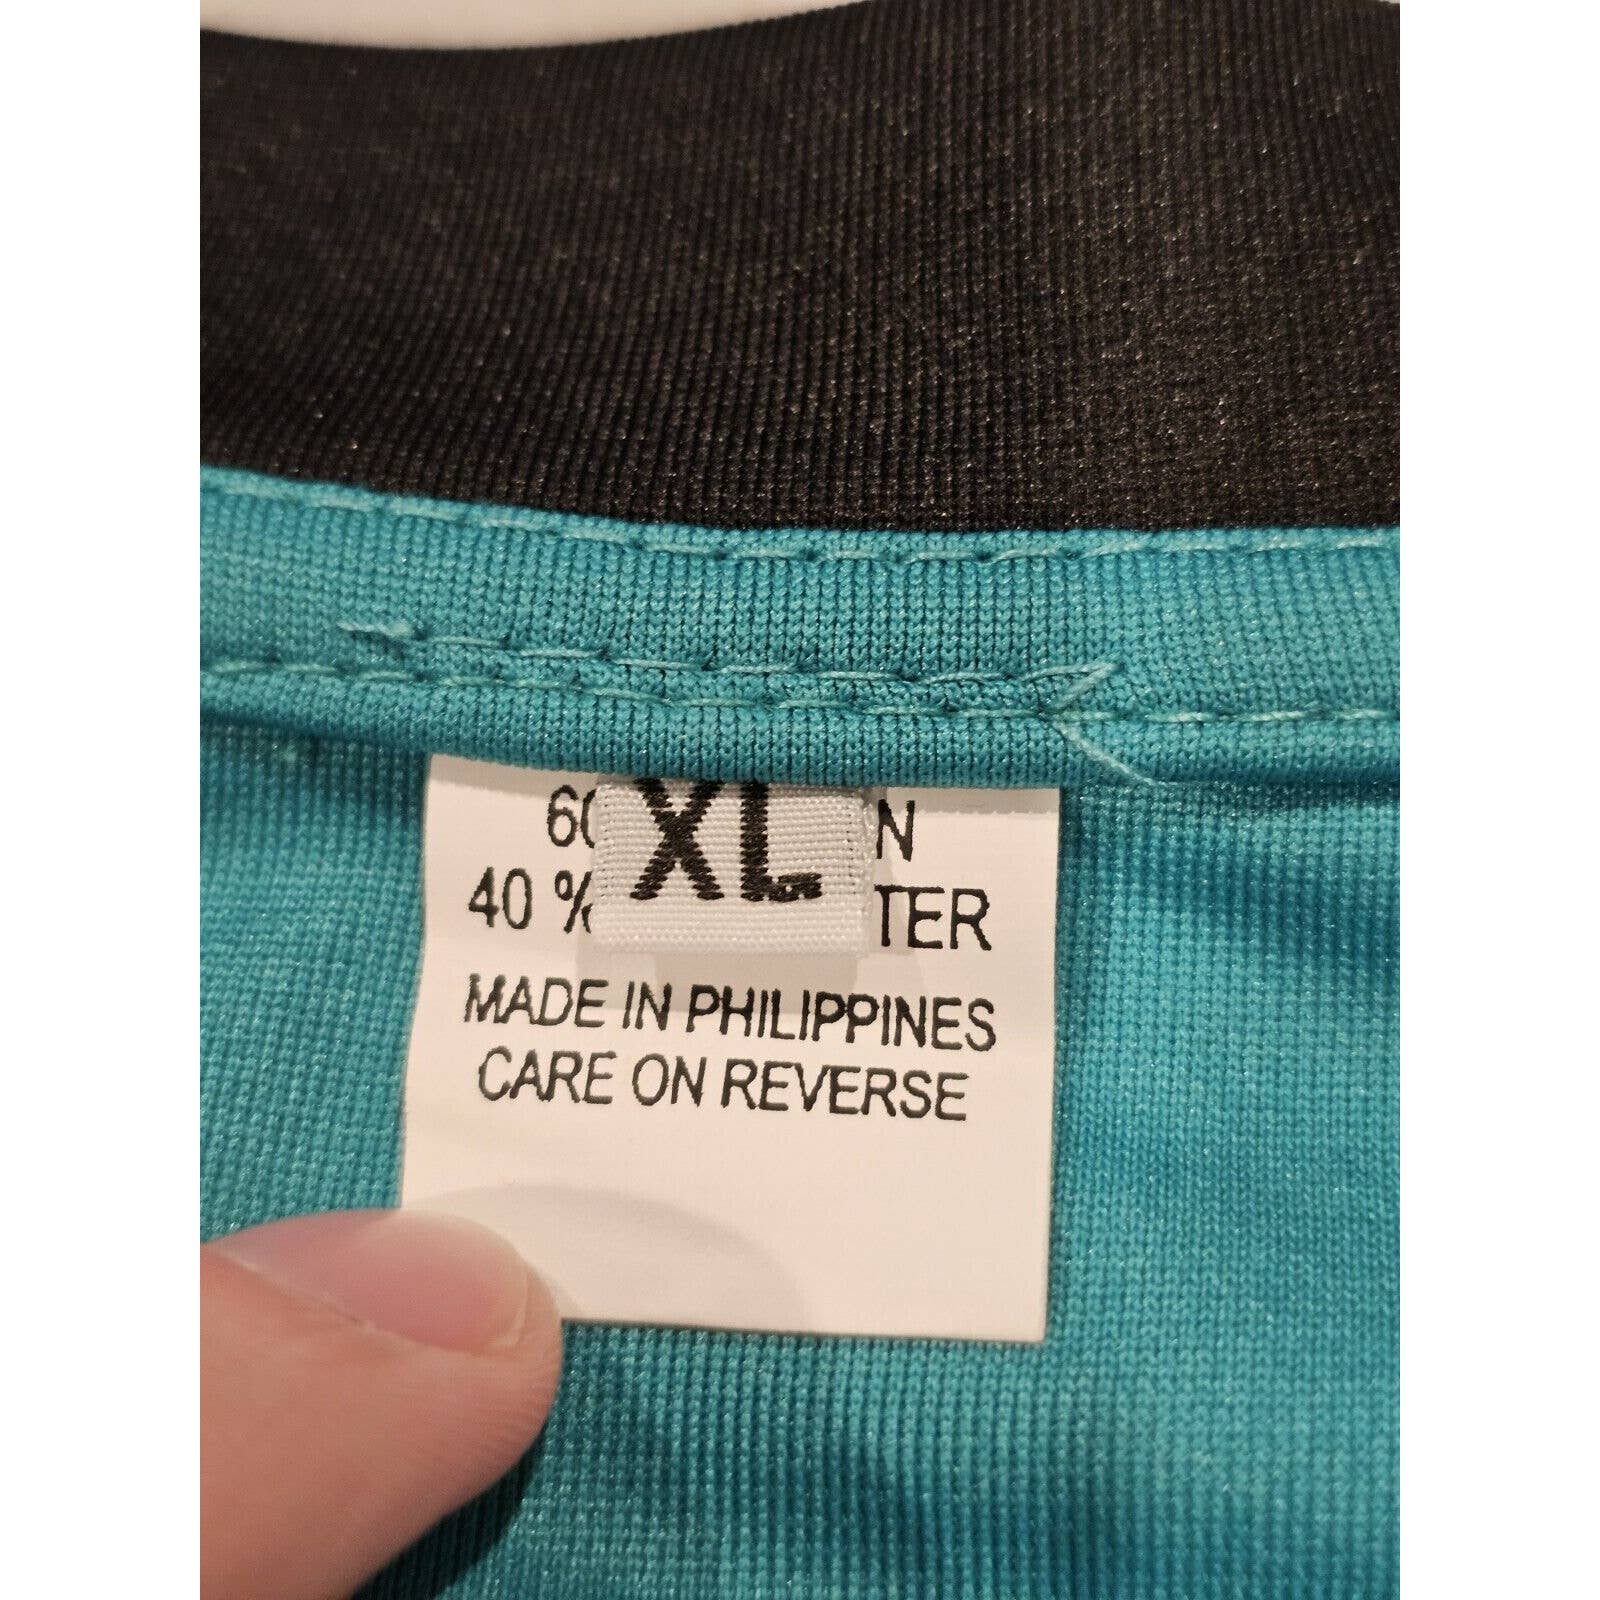 XL
60 N
40 % TER
MADE IN PHILIPPINES
CARE ON REVERSE